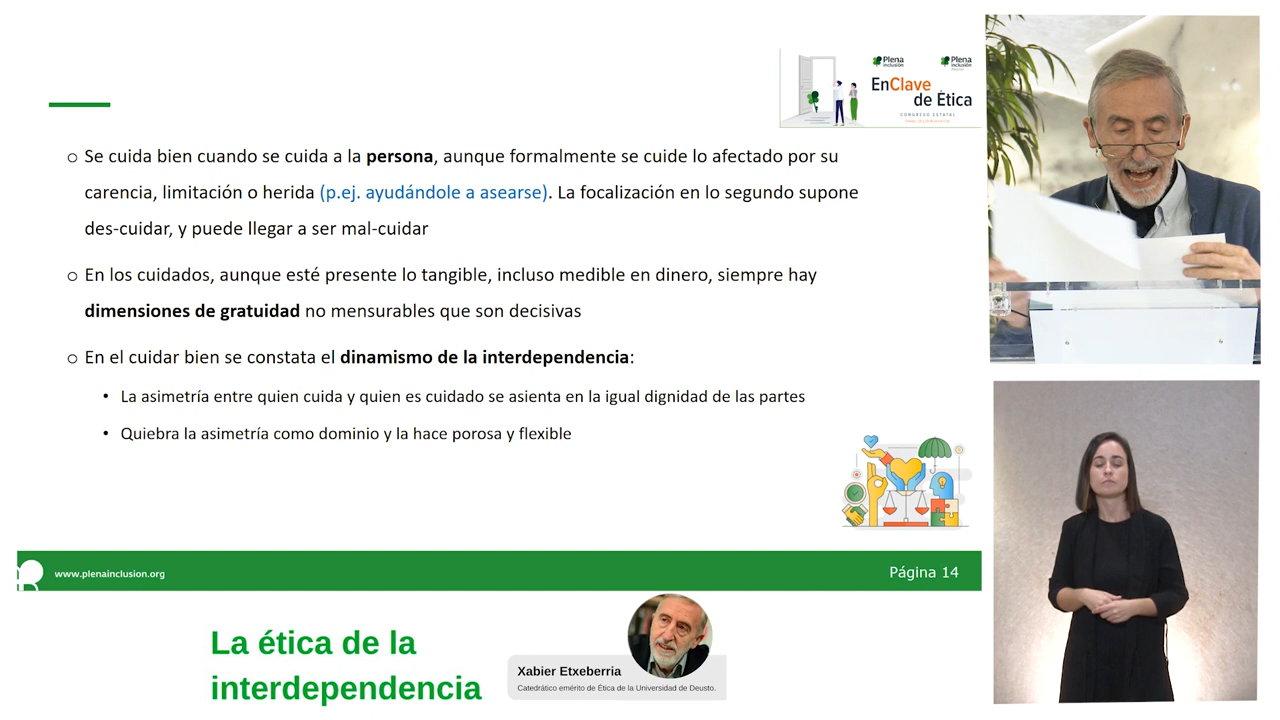 Plena
inclusión
Plena
inclusión
EnClave
de Ética
CONGRESO ESTATAL
o Se cuida bien cuando se cuida a la persona, aunque formalmente se cuide lo afectado por su
carencia, limitación o herida (p.ej. ayudándole a asearse). La focalización en lo segundo supone
des-cuidar, y puede llegar a ser mal-cuidar
o En los cuidados, aunque esté presente lo tangible, incluso medible en dinero, siempre hay
dimensiones de gratuidad no mensurables que son decisivas
o En el cuidar bien se constata el dinamismo de la interdependencia:
• La asimetría entre quien cuida y quien es cuidado se asienta en la igual dignidad de las partes
• Quiebra la asimetría como dominio y la hace porosa y flexible
www.plenainclusion.org
Página 14
La ética de la
interdependencia
Xabier Etxeberria
Catedrático emérito de Ética de la Universidad de Deusto.